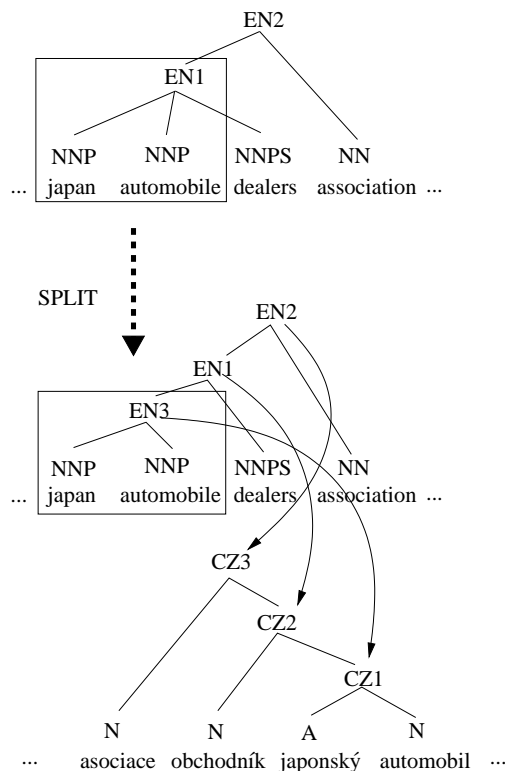 EN2
EN1
NNP NNP NNPS NN
... japan automobile dealers association ...
SPLIT
EN2
EN1
EN3
NNP NNP NNPS NN
... japan automobile dealers association ...
CZ3
CZ2
CZ1
N N A N
... asociace obchodník japonský automobil ...